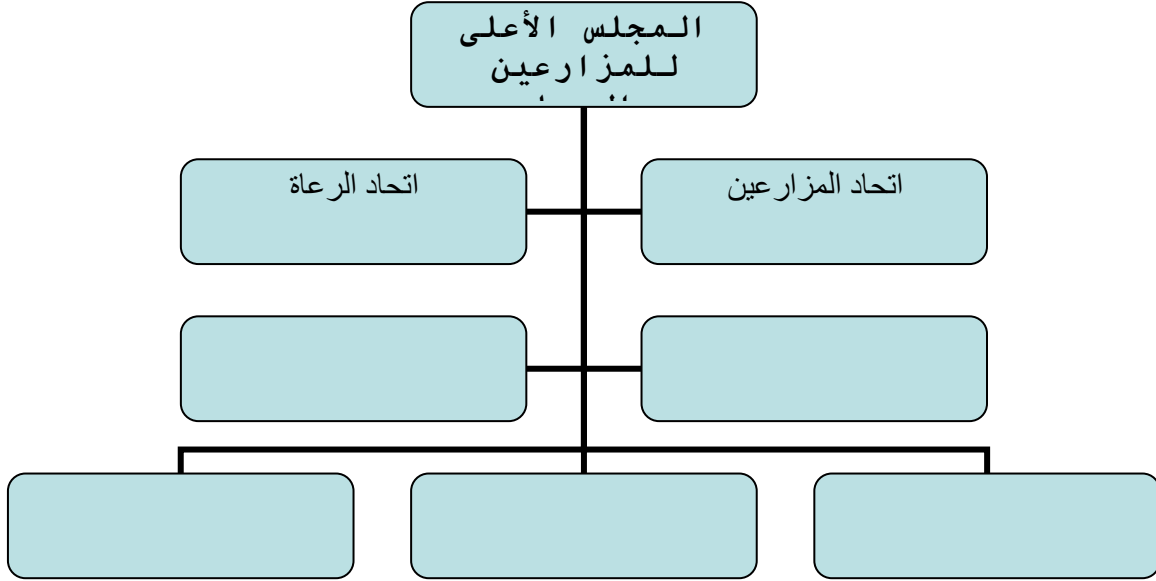 المجلس الأعلى
للمزارعين
اتحاد المزارعين
اتحاد الرعاة